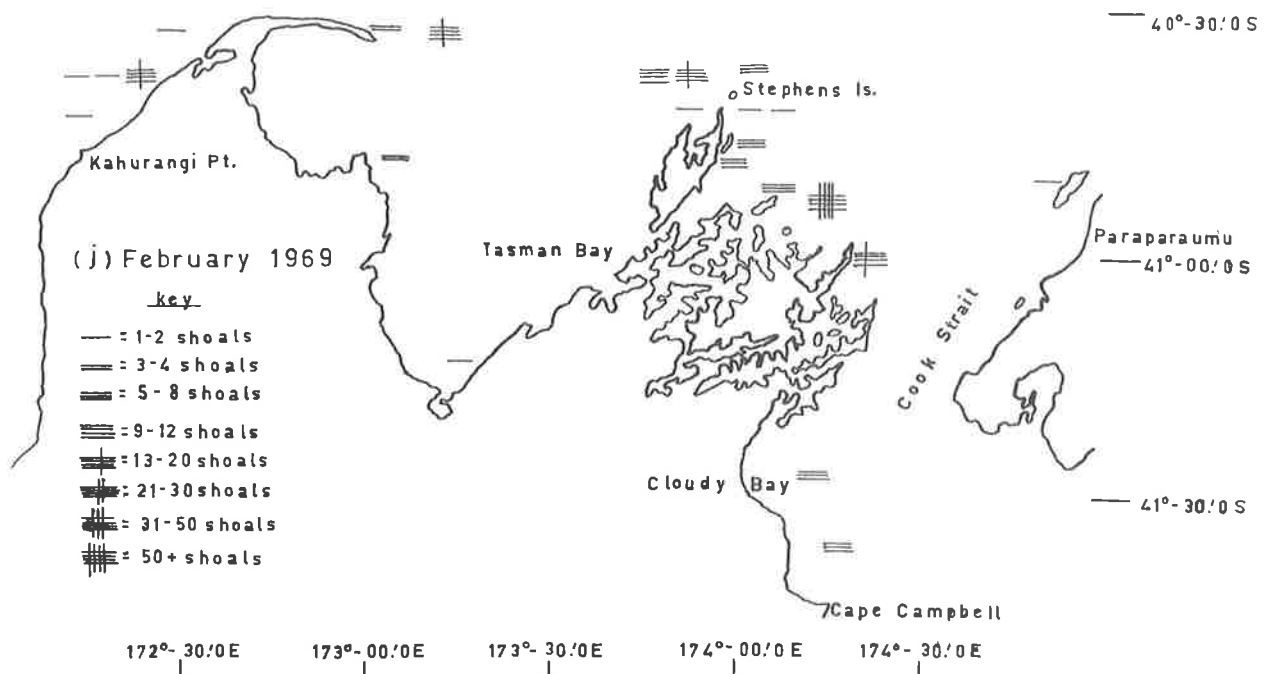 40°-30!0 S
Stephens Is.
Kahurangi Pt.
Paraparaumu
41°-00!0 S
Tasman Bay
(j) February 1969
key
= 1-2 shoals
= 3-4 shoals
= 5-8 shoals
= 9-12 shoals
= 13-20 shoals
= 21-30 shoals
= 31-50 shoals
= 50+ shoals
Cook Strait
Cloudy Bay
41°-30!0 S
Cape Campbell
172°-30!0E
173°-00!0E
173°-30!0E
174°-00!0E
174°-30!0E